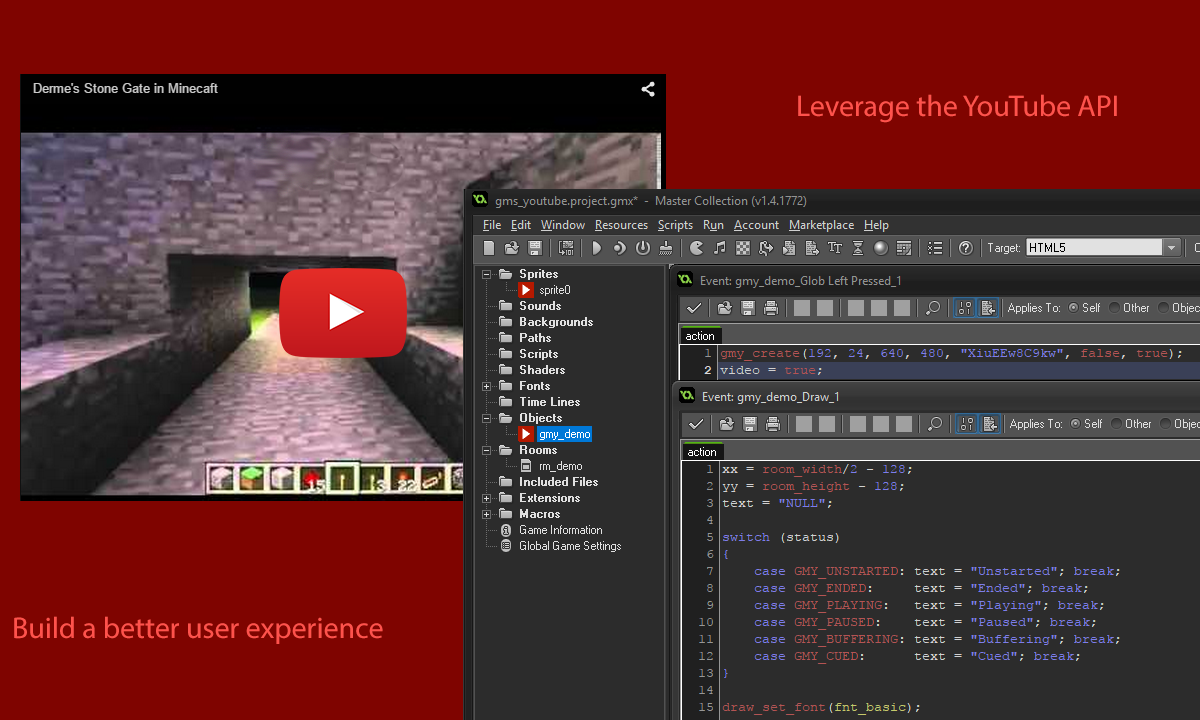 Derme's Stone Gate in Minecaft
Leverage the YouTube API
gms_youtube.project.gmx* - Master Collection (v1.4.1772)
File Edit Window Resources Scripts Run Account Marketplace Help
Target: HTML5
Sprites
sprite0
Sounds
Backgrounds
Paths
Scripts
Shaders
Fonts
Time Lines
Objects
gmy_demo
Rooms
rm_demo
Included Files
Extensions
Macros
Game Information
Global Game Settings
Event: gmy_demo_Glob Left Pressed_1
Applies To: Self Other Objec
action
1 gmy_create(192, 24, 640, 480, "XiuEEw8C9kw", false, true);
2 video = true;
Event: gmy_demo_Draw_1
Applies To: Self Other Objec
action
1 xx = room_width/2 - 128;
2 yy = room_height - 128;
3 text = "NULL";
4
5 switch (status)
6 {
7 case GMY_UNSTARTED: text = "Unstarted"; break;
8 case GMY_ENDED: text = "Ended"; break;
9 case GMY_PLAYING: text = "Playing"; break;
10 case GMY_PAUSED: text = "Paused"; break;
11 case GMY_BUFFERING: text = "Buffering"; break;
12 case GMY_CUED: text = "Cued"; break;
13 }
14
15 draw_set_font(fnt_basic);
15 3 22
Build a better user experience